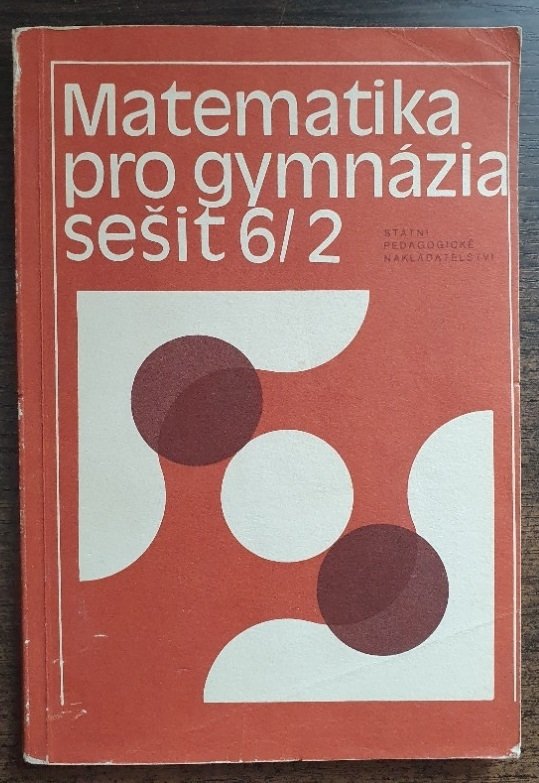 Matematika
pro gymnázia
sešit 6/2
STÁTNÍ
PEDAGOGICKÉ
NAKLADATELSTVÍ